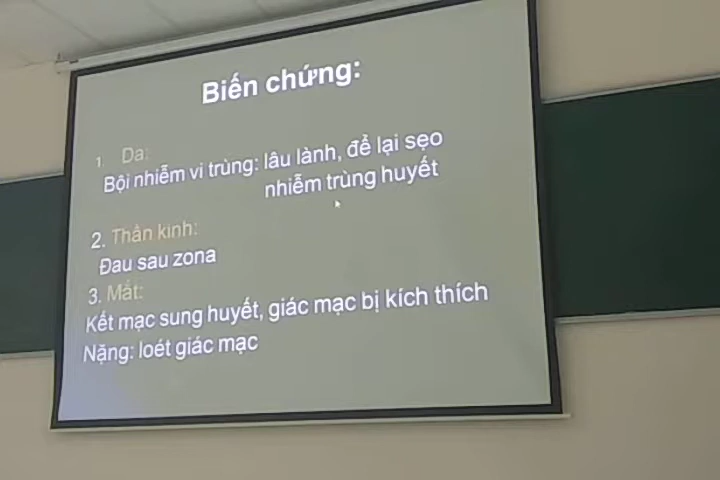 Biến chứng:
1. Da:
Bội nhiễm vi trùng: lâu lành, để lại sẹo
nhiễm trùng huyết
2. Thần kinh:
Đau sau zona
3. Mắt:
Kết mạc sung huyết, giác mạc bị kích thích
Nặng: loét giác mạc